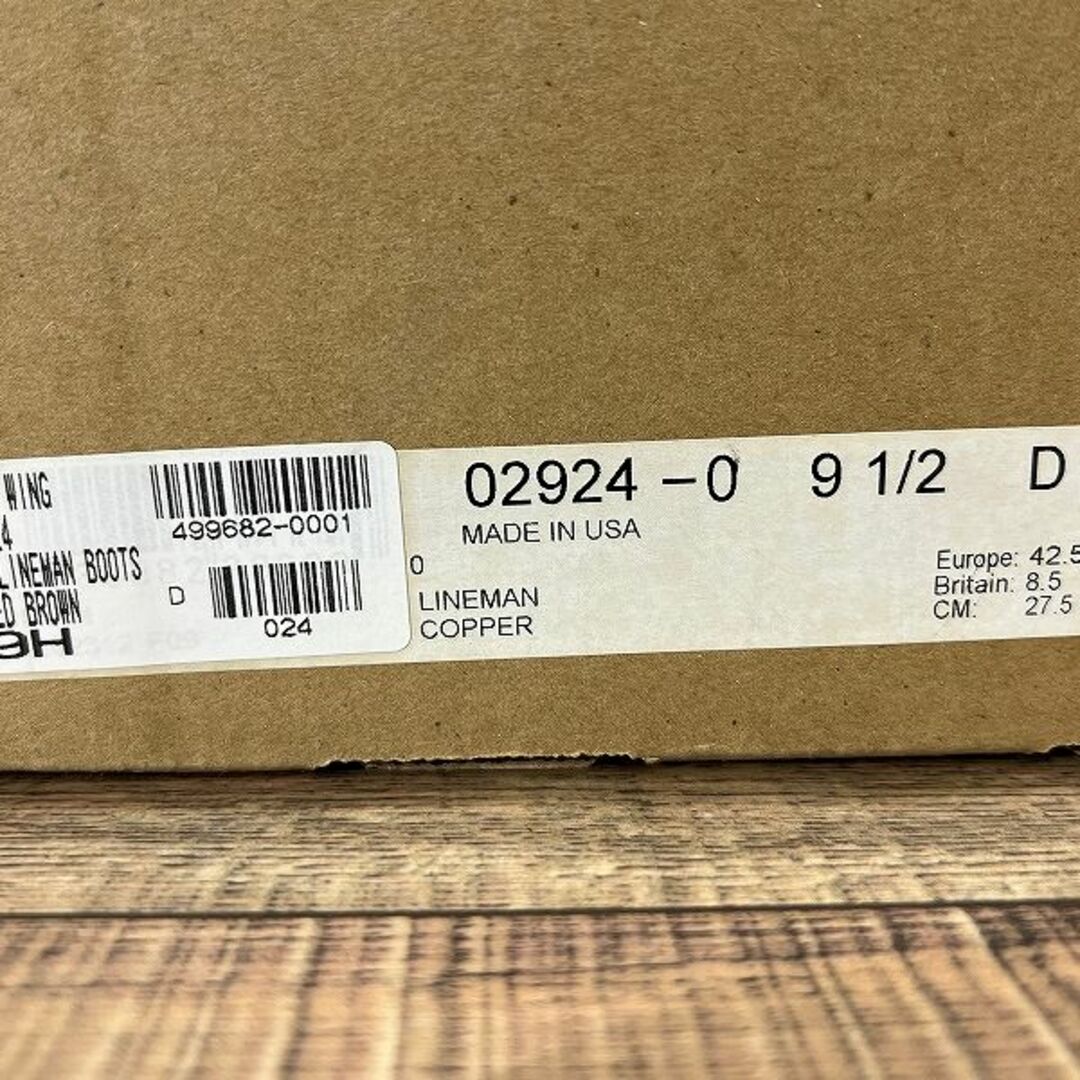 WING
499682-0001
4
LINEMAN BOOTS
D
ED BROWN
024
9H
02924-0 9 1/2 D
MADE IN USA
0
LINEMAN
COPPER
Europe: 42.5
Britain: 8.5
CM: 27.5